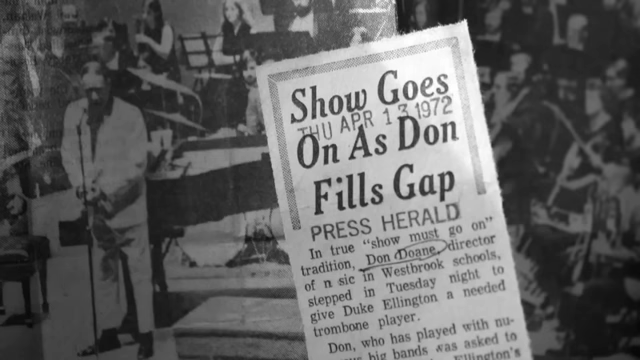 Show Goes
THU APR 13 1972
On As Don
Fills Gap
PRESS HERALD
In true "show must go on"
tradition, Don Doane, director
of m sic in Westbrook schools,
stepped in Tuesday night to
give Duke Ellington a needed
trombone player.
Don, who has played with nu-
big bands was asked to